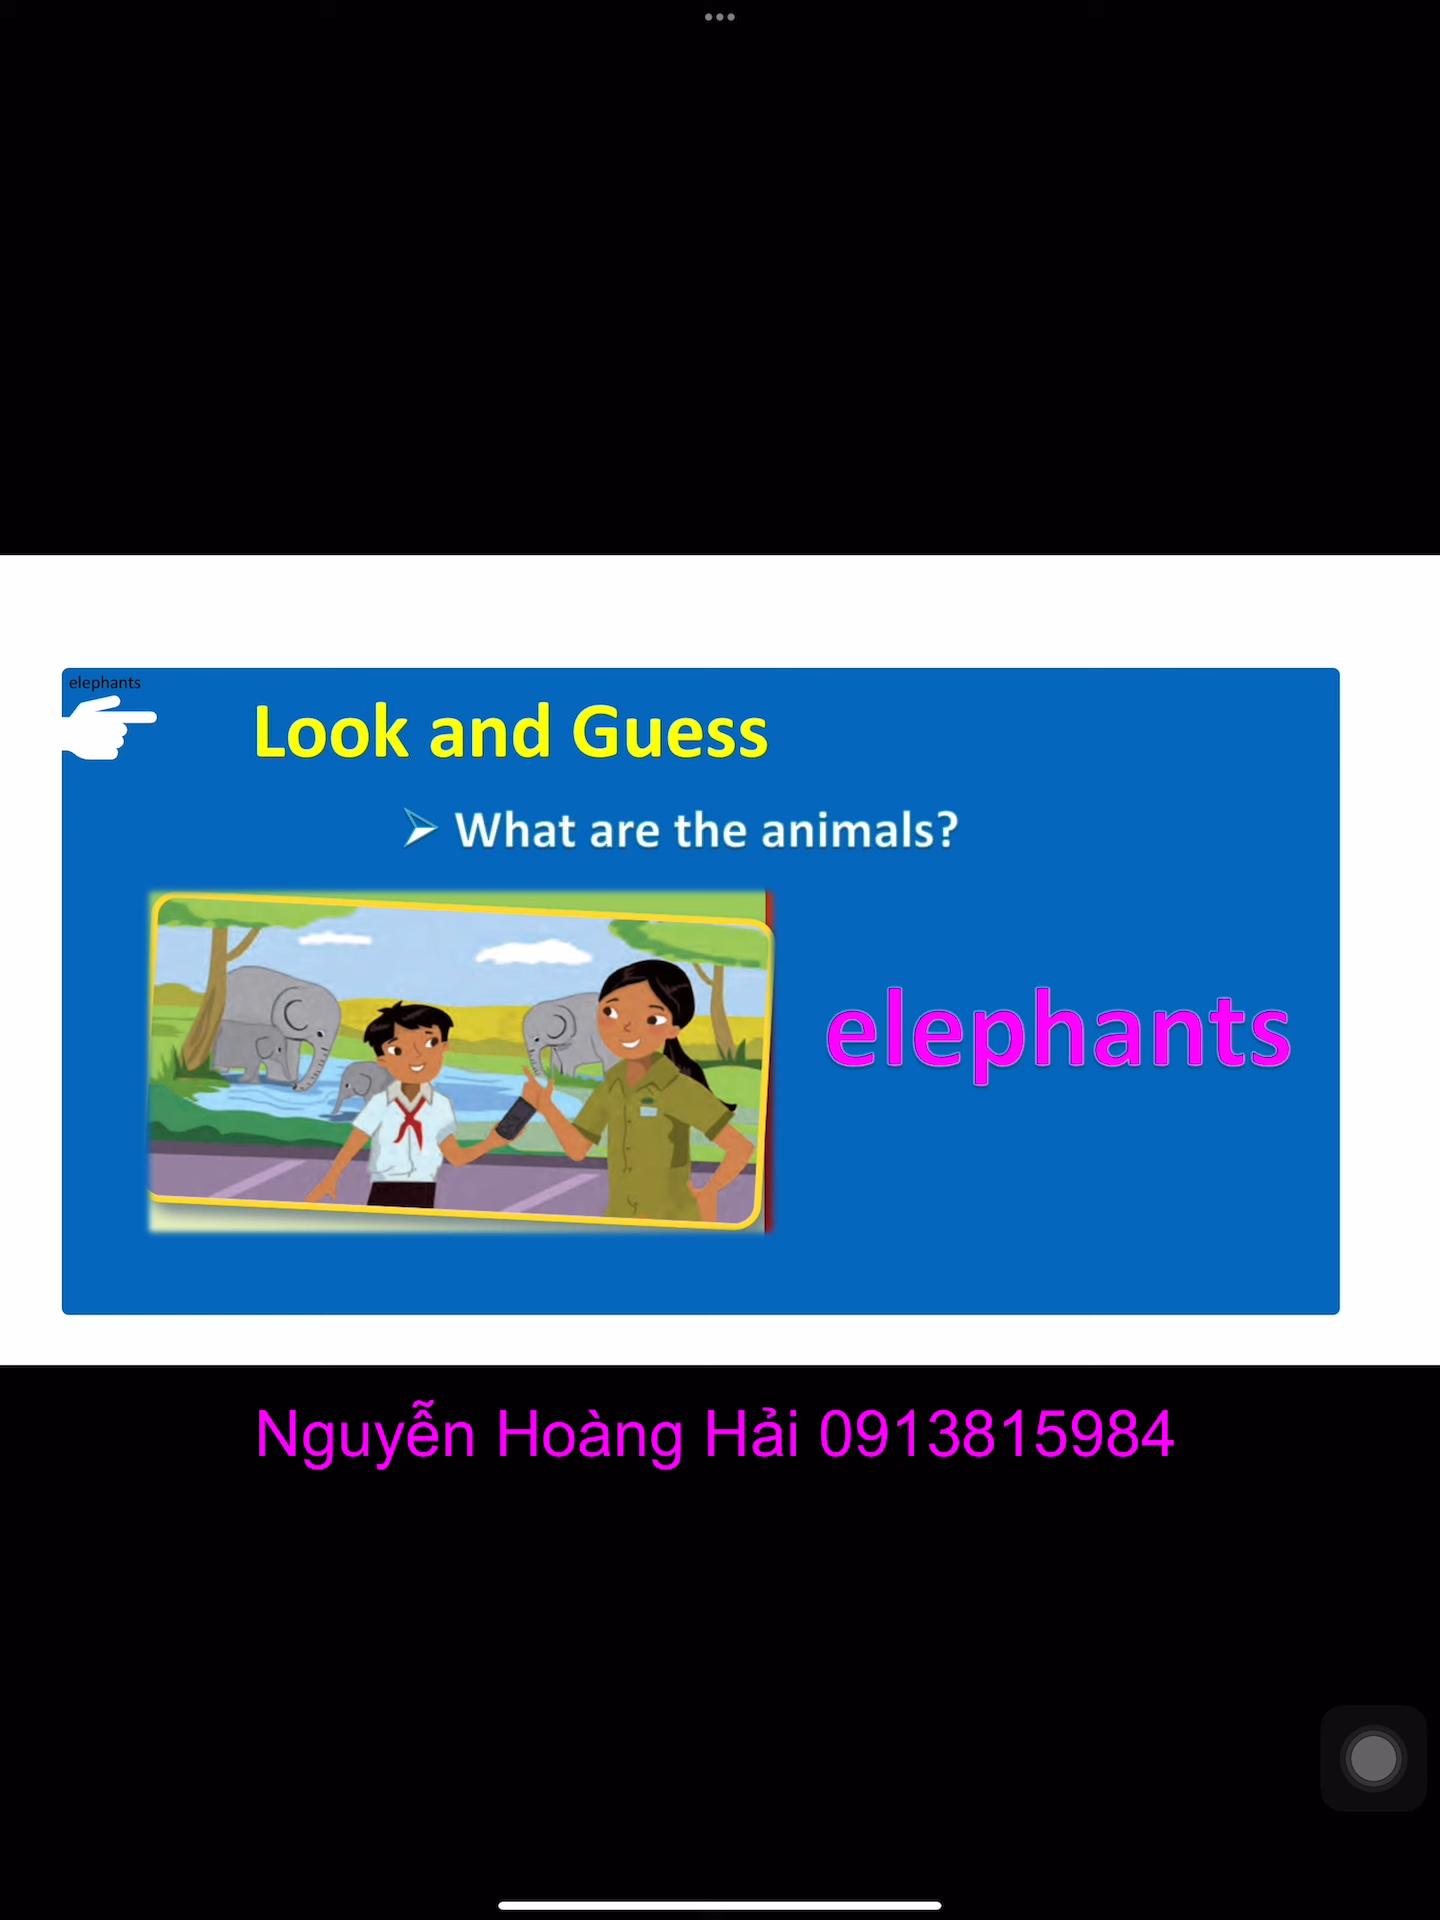 elephants
Look and Guess
What are the animals?
elephants
Nguyễn Hoàng Hải 0913815984